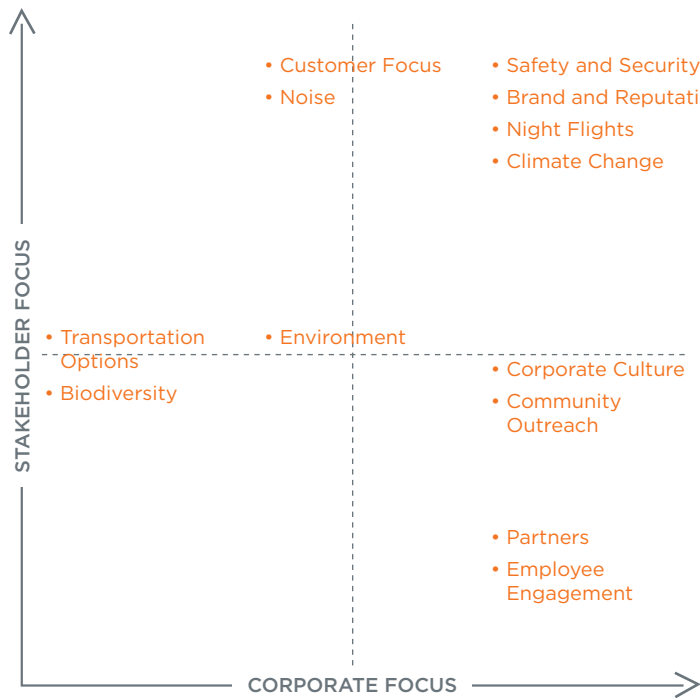 • Customer Focus
• Noise
• Safety and Security
• Brand and Reputati
• Night Flights
• Climate Change
STAKEHOLDER FOCUS
• Transportation
Options
• Biodiversity
• Environment
• Corporate Culture
• Community
Outreach
• Partners
• Employee
Engagement
CORPORATE FOCUS